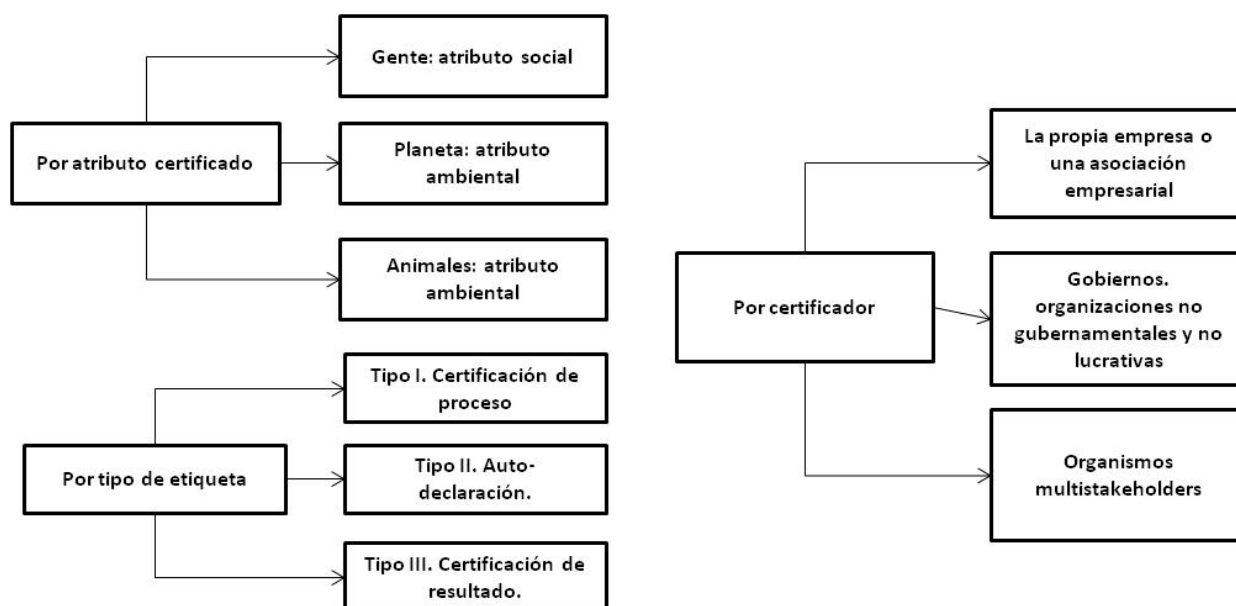 Por atributo certificado
Gente: atributo social
Planeta: atributo
ambiental
Animales: atributo
ambiental
Por tipo de etiqueta
Tipo I. Certificación de
proceso
Tipo II. Auto-
declaración.
Tipo III. Certificación de
resultado.
Por certificador
La propia empresa o
una asociación
empresarial
Gobiernos.
organizaciones no
gubernamentales y no
lucrativas
Organismos
multistakeholders